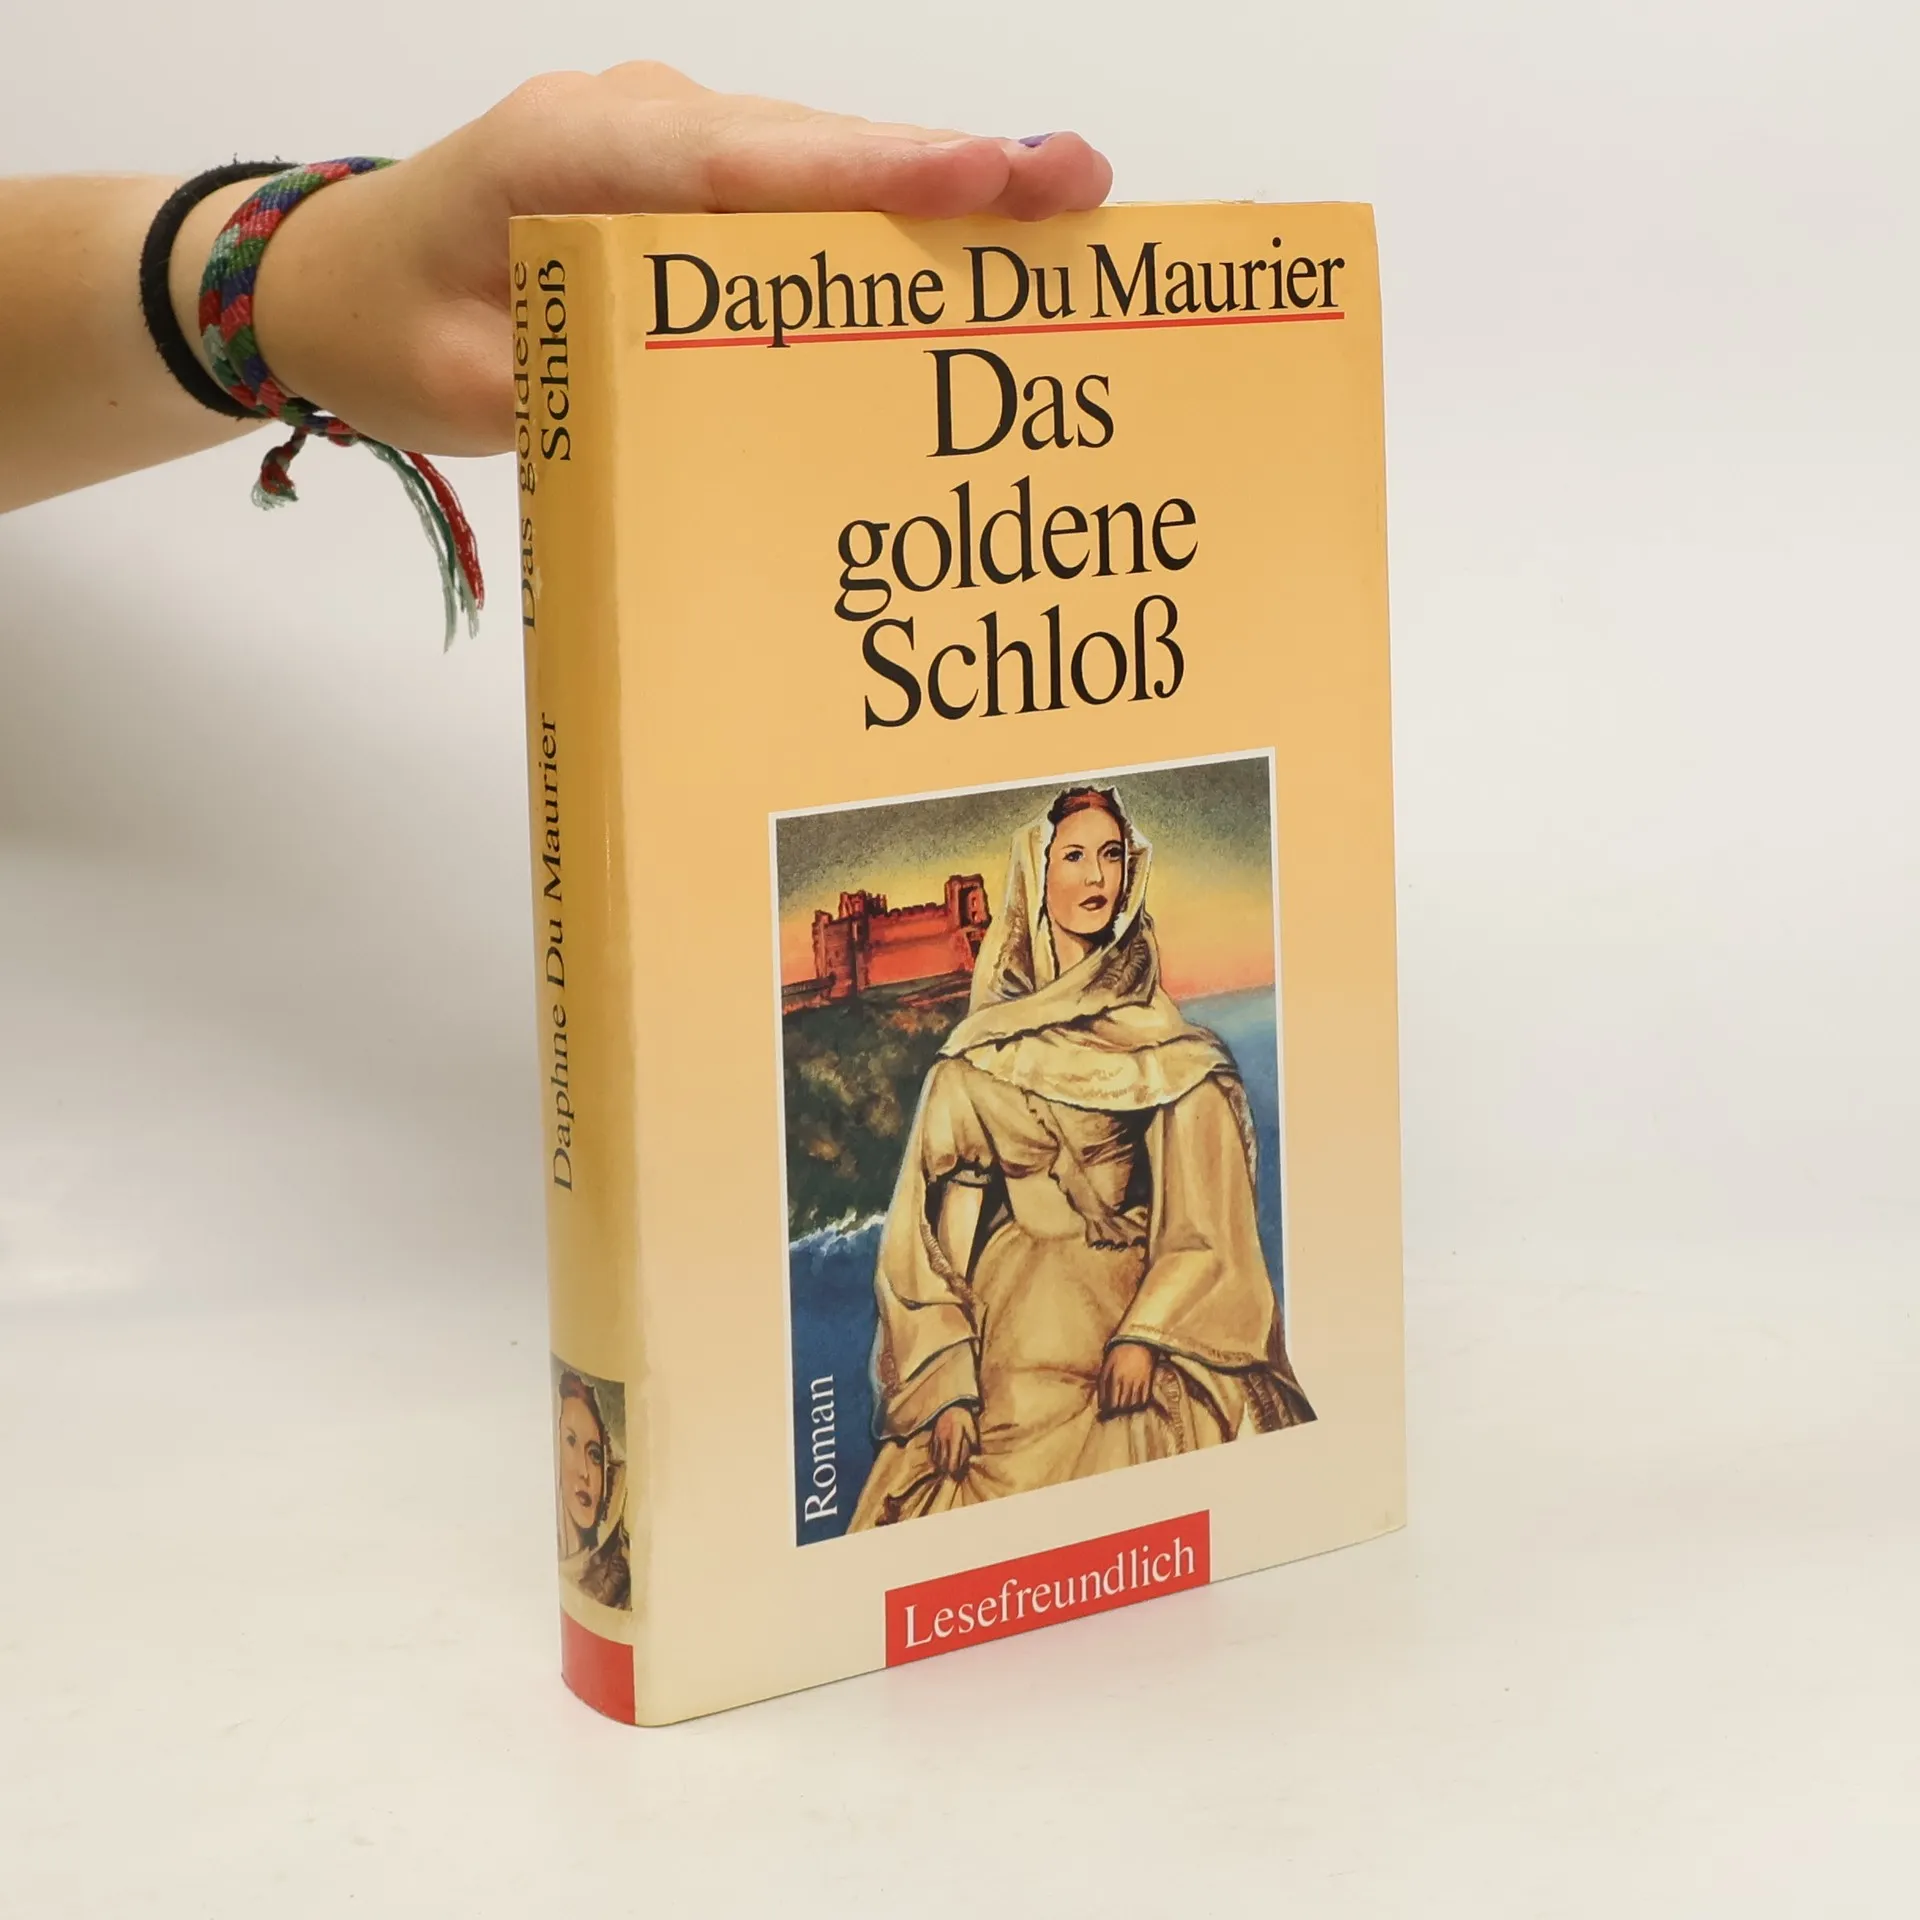 Daphne Du Maurier
Das
goldene
Schloß
Roman
Lesefreundlich
Daphne Du Maurier
Das goldene
Schloß